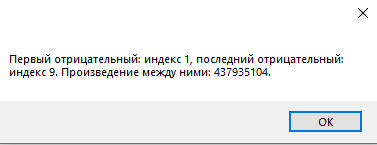 Первый отрицательный: индекс 1, последний отрицательный:
индекс 9. Произведение между ними: 437935104.
OK